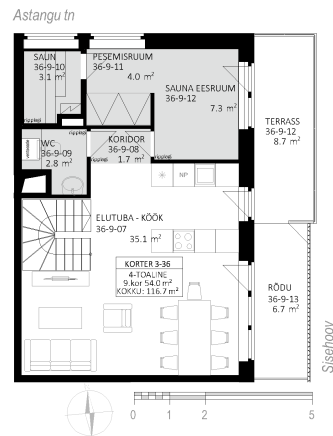 Astangu tn
SAUN
36-9-10
3.1 m²
PESEMISRUUM
36-9-11
4.0 m²
SAUNA EESRUUM
36-9-12
7.3 m²
TERRASS
36-9-12
8.7 m²
WC
36-9-09
2.8 m²
KORIDOR
36-9-08
1.7 m²
NP
ELUTUBA - KÖÖK
36-9-07
35.1 m²
KORTER 3-36
4-TOALINE
9.kor 54.0 m²
KOKKU: 116.7 m²
RÕDU
36-9-13
6.7 m²
Sisehoov
0 1 2 5